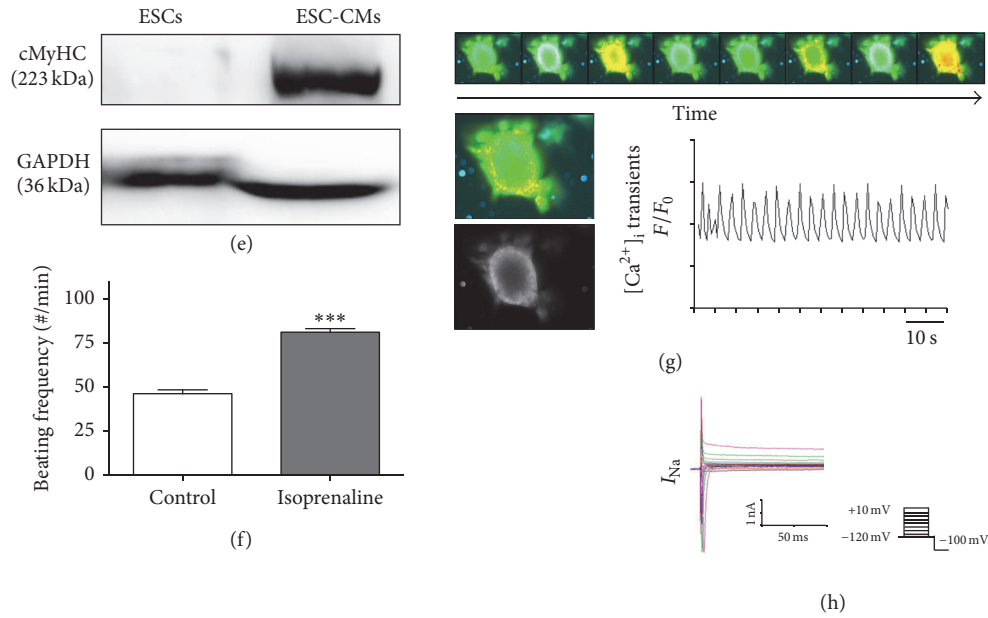 ESCs ESC-CMs
cMyHC
(223 kDa)
GAPDH
(36 kDa)
(e)
Beating frequency (#/min)
100
75
50
25
0
***
Control Isoprenaline
(f)
Time
[Ca²⁺]ᵢ transients
F/F₀
10 s
(g)
I_Na
1 nA
50 ms
+10 mV
−120 mV
−100 mV
(h)